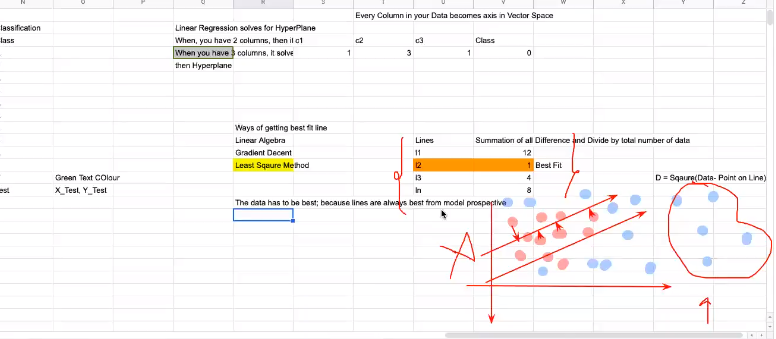 Every Column in your Data becomes axis in Vector Space
Linear Regression solves for HyperPlane
When, you have 2 columns, then it c1 c2 c3 Class
When you have 3 columns, it solve 1 3 1 0
then Hyperplane
Ways of getting best fit line
Linear Algebra Lines Summation of all Difference and Divide by total number of data
Gradient Decent l1 12
Least Sqaure Method l2 1 Best Fit
Green Text COlour l3 4 D = Sqaure(Data- Point on Line)
X_Test, Y_Test ln 8
The data has to be best; because lines are always best from model prospective